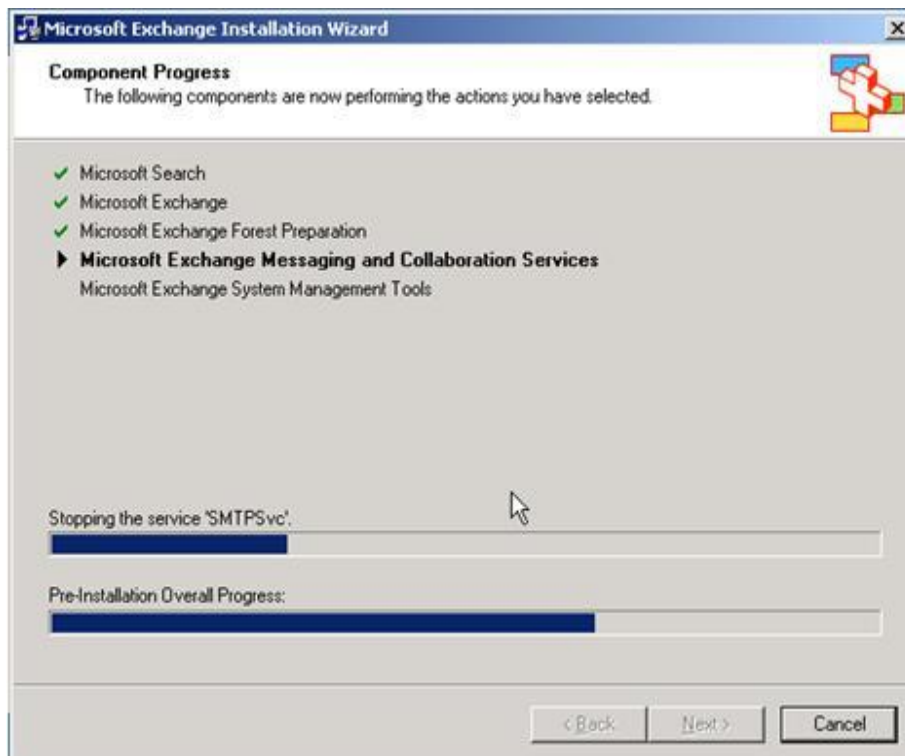 Microsoft Exchange Installation Wizard
Component Progress
The following components are now performing the actions you have selected.
Microsoft Search
Microsoft Exchange
Microsoft Exchange Forest Preparation
Microsoft Exchange Messaging and Collaboration Services
Microsoft Exchange System Management Tools
Stopping the service 'SMTPSvc'.
Pre-Installation Overall Progress:
< Back Next > Cancel